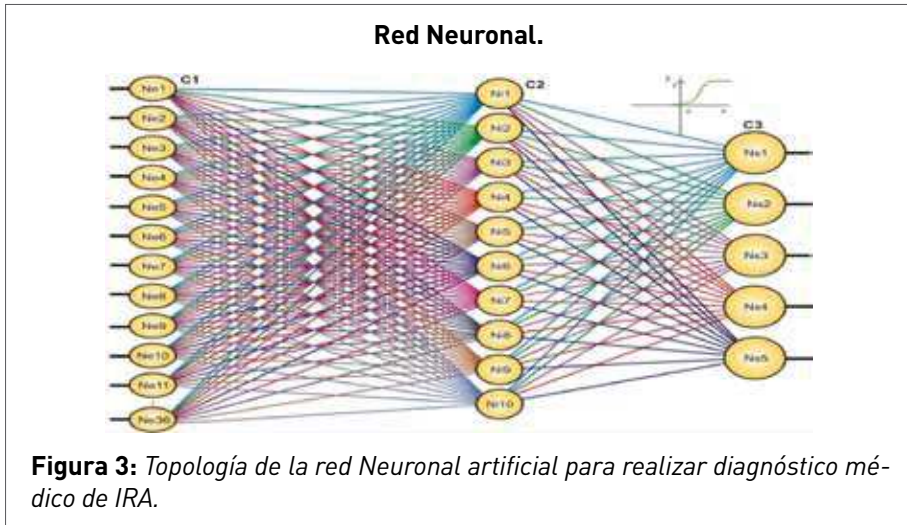 Red Neuronal.
C1
Ne1
Ne2
Ne3
Ne4
Ne5
Ne6
Ne7
Ne8
Ne9
Ne10
Ne11
Ne36
C2
Nr1
Nr2
Nr3
Nr4
Nr5
Nr6
Nr7
Nr8
Nr9
Nr10
C3
Ns1
Ns2
Ns3
Ns4
Ns5
Figura 3: Topología de la red Neuronal artificial para realizar diagnóstico mé-
dico de IRA.